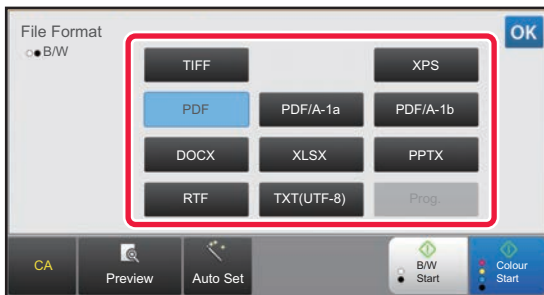 File Format
OK
B/W
TIFF
XPS
PDF
PDF/A-1a
PDF/A-1b
DOCX
XLSX
PPTX
RTF
TXT(UTF-8)
Prog.
CA
Preview
Auto Set
B/W
Start
Colour
Start